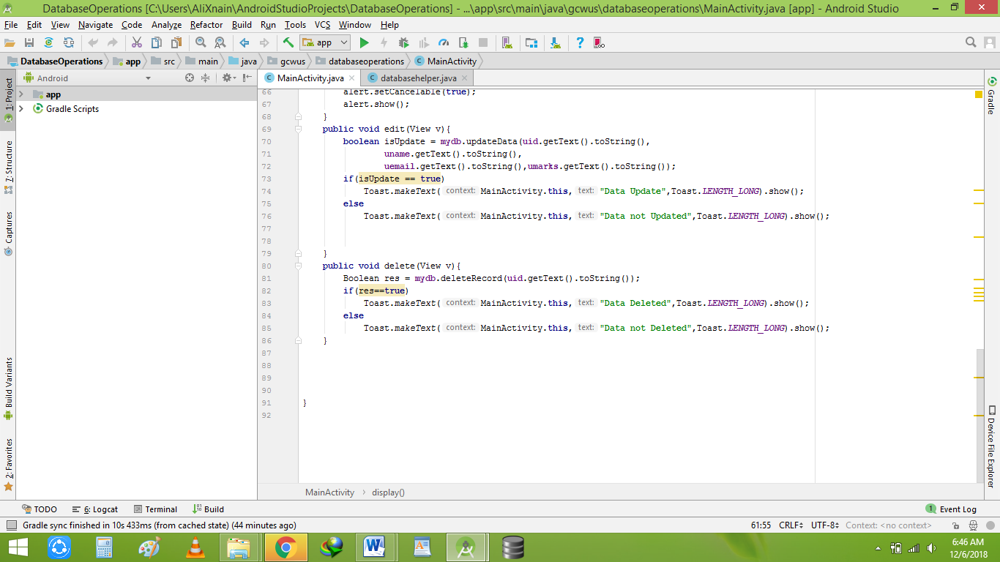 DatabaseOperations [C:\Users\AliXnain\AndroidStudioProjects\DatabaseOperations] - ...\app\src\main\java\gcwus\databaseoperations\MainActivity.java [app] - Android Studio
File Edit View Navigate Code Analyze Refactor Build Run Tools VCS Window Help
app
DatabaseOperations app src main java gcwus databaseoperations MainActivity
Android
MainActivity.java databasehelper.java
1: Project
7: Structure
Captures
Build Variants
2: Favorites
app
Gradle Scripts
66 alert.setCancelable(true);
67 alert.show();
68 }
69 public void edit(View v){
70 boolean isUpdate = mydb.updateData(uid.getText().toString(),
71 uname.getText().toString(),
72 uemail.getText().toString(),umarks.getText().toString());
73 if(isUpdate == true)
74 Toast.makeText( context: MainActivity.this, text: "Data Update",Toast.LENGTH_LONG).show();
75 else
76 Toast.makeText( context: MainActivity.this, text: "Data not Updated",Toast.LENGTH_LONG).show();
77
78
79 }
80 public void delete(View v){
81 Boolean res = mydb.deleteRecord(uid.getText().toString());
82 if(res==true)
83 Toast.makeText( context: MainActivity.this, text: "Data Deleted",Toast.LENGTH_LONG).show();
84 else
85 Toast.makeText( context: MainActivity.this, text: "Data not Deleted",Toast.LENGTH_LONG).show();
86 }
87
88
89
90
91 }
92
MainActivity display()
Gradle
Device File Explorer
TODO 6: Logcat Terminal Build 1 Event Log
Gradle sync finished in 10s 433ms (from cached state) (44 minutes ago) 61:55 CRLF UTF-8 Context: <no context>
6:46 AM
12/6/2018